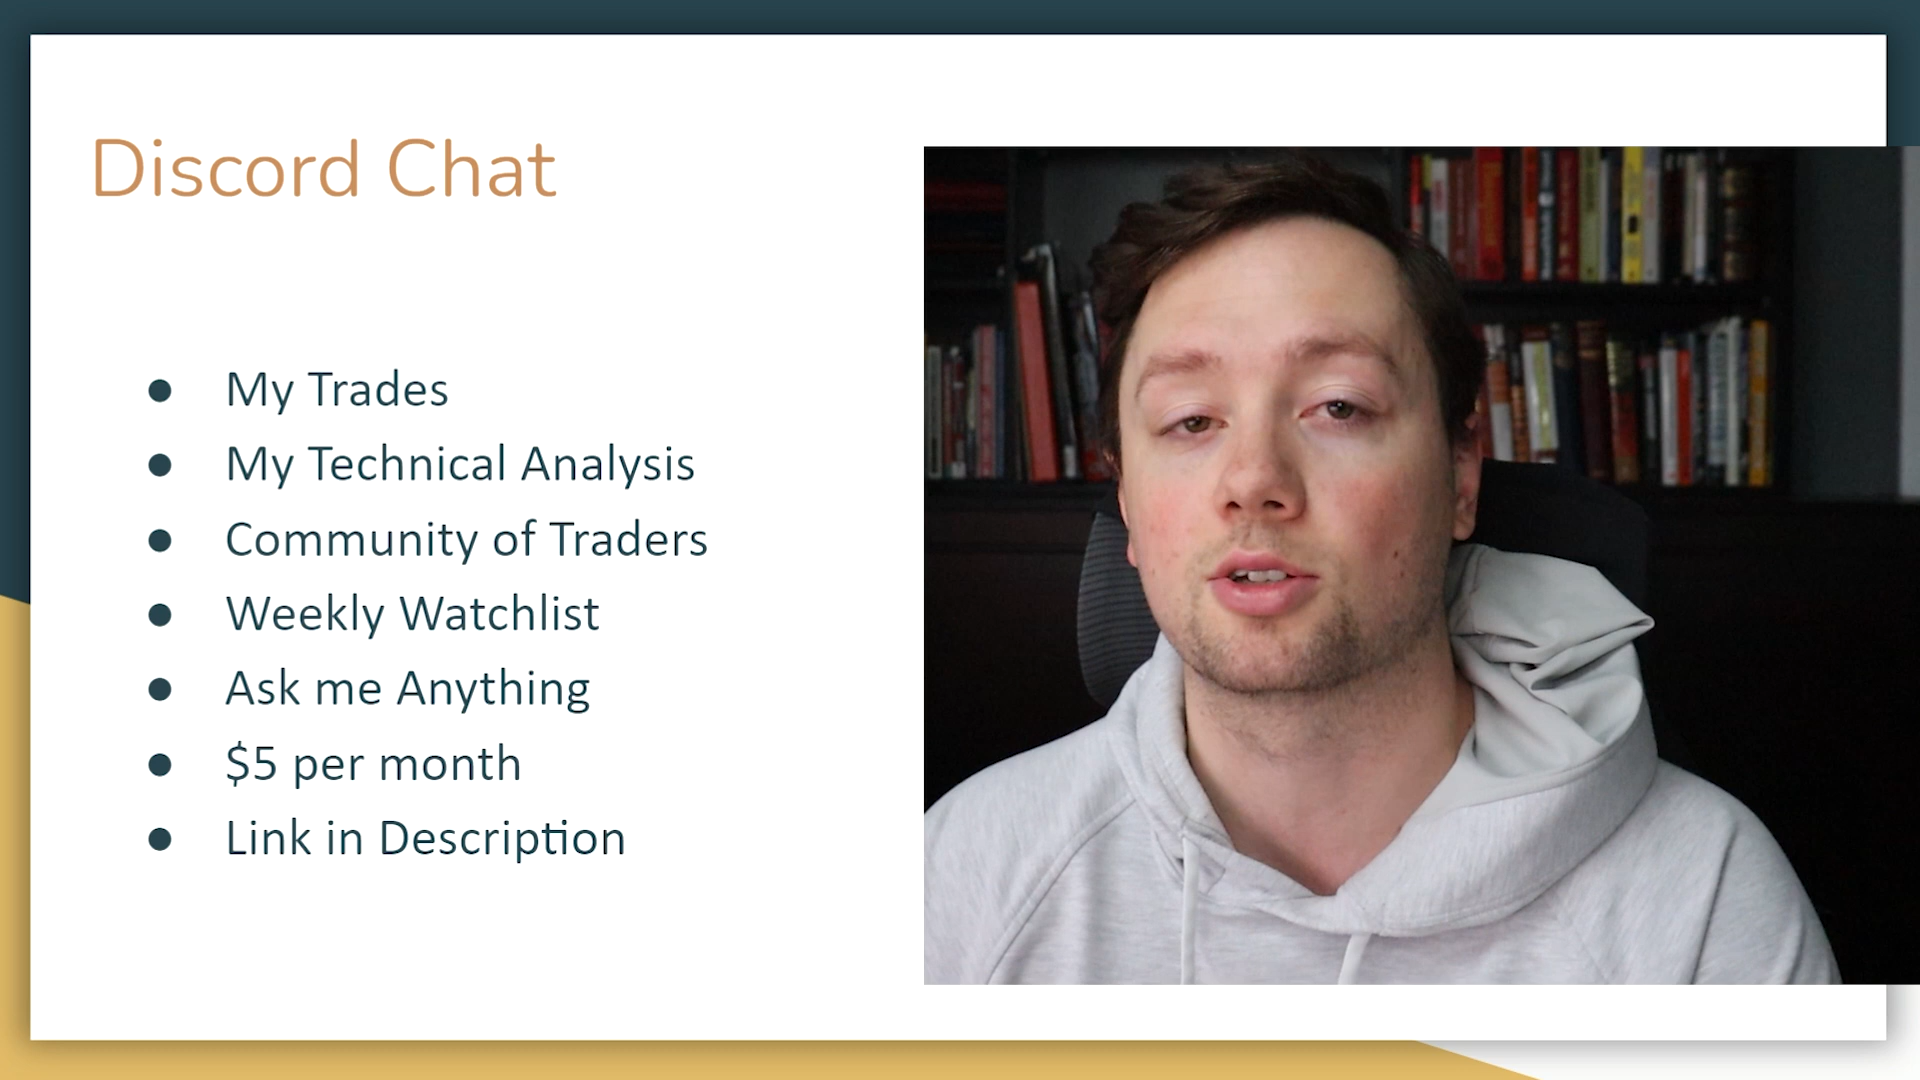 Discord Chat
My Trades
My Technical Analysis
Community of Traders
Weekly Watchlist
Ask me Anything
$5 per month
Link in Description